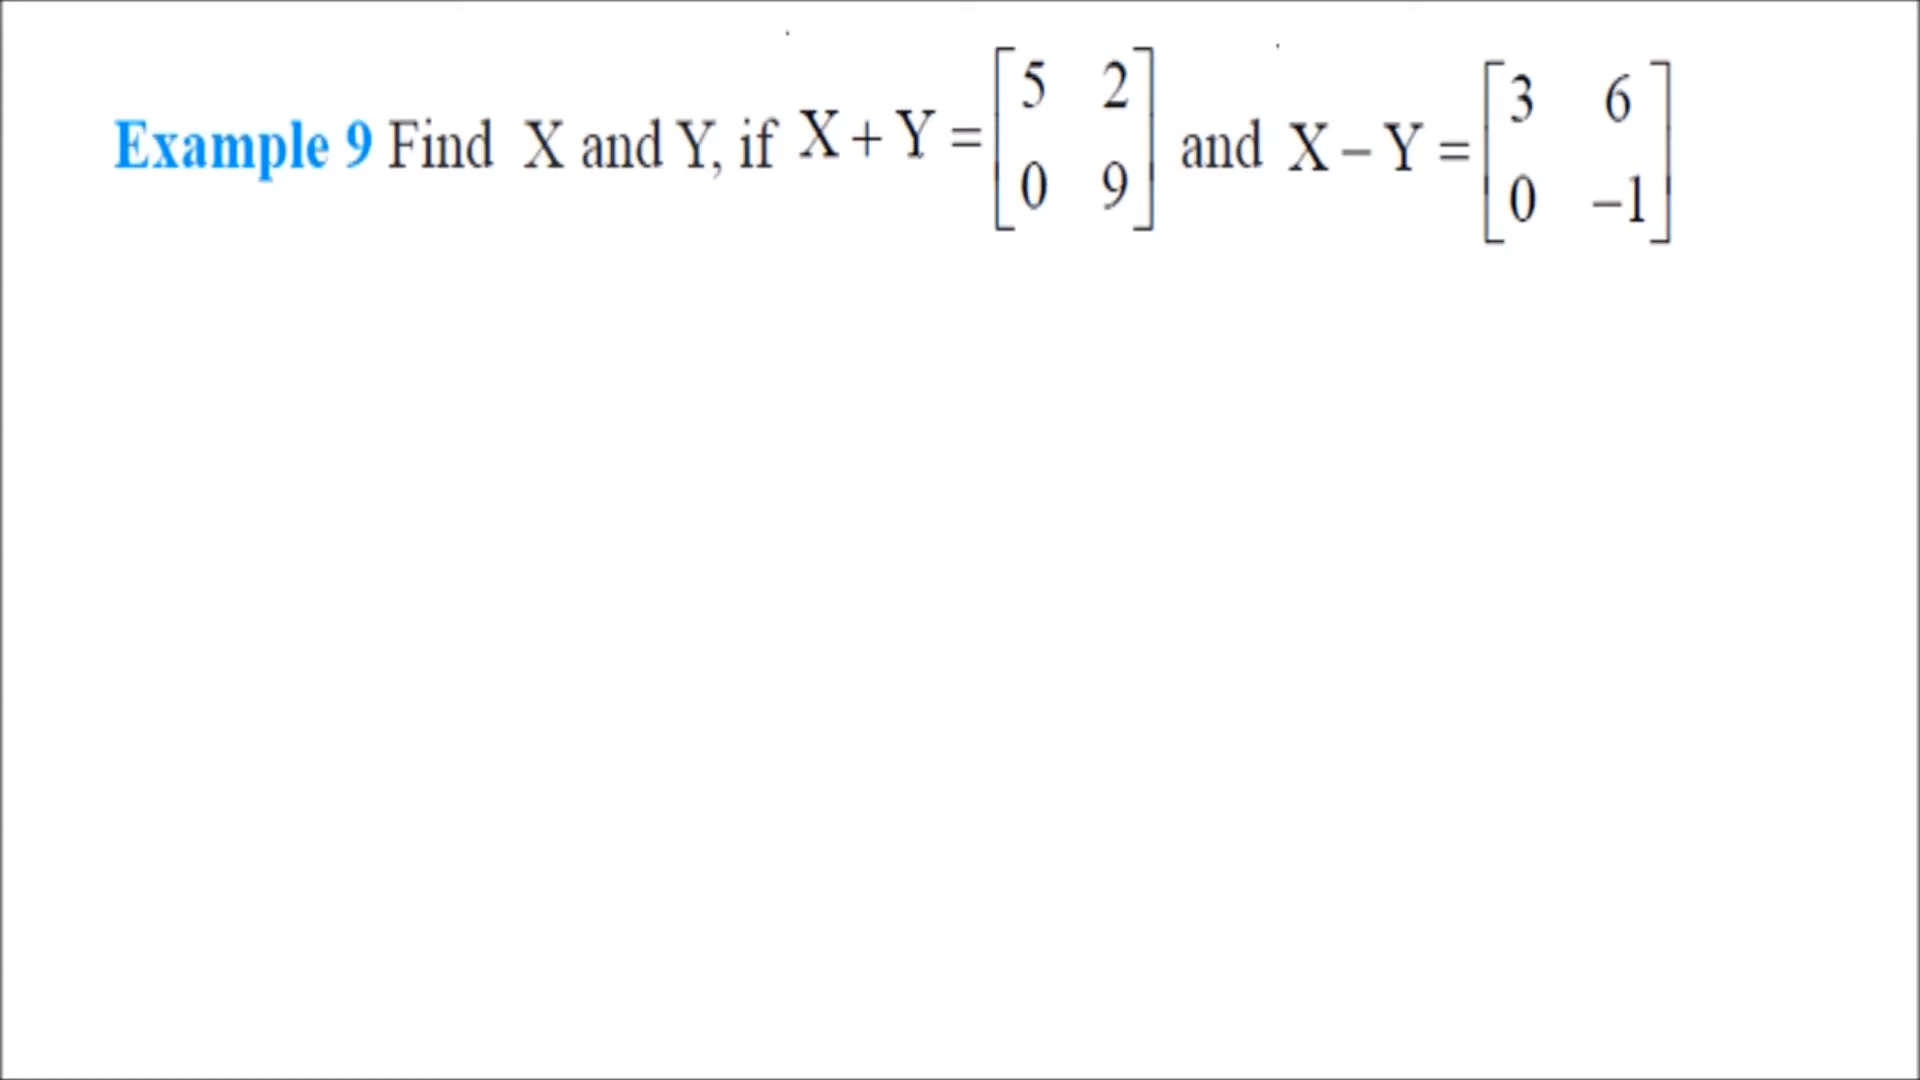 Example 9 Find X and Y, if X + Y = [5 2 0 9] and X – Y = [3 6 0 –1]